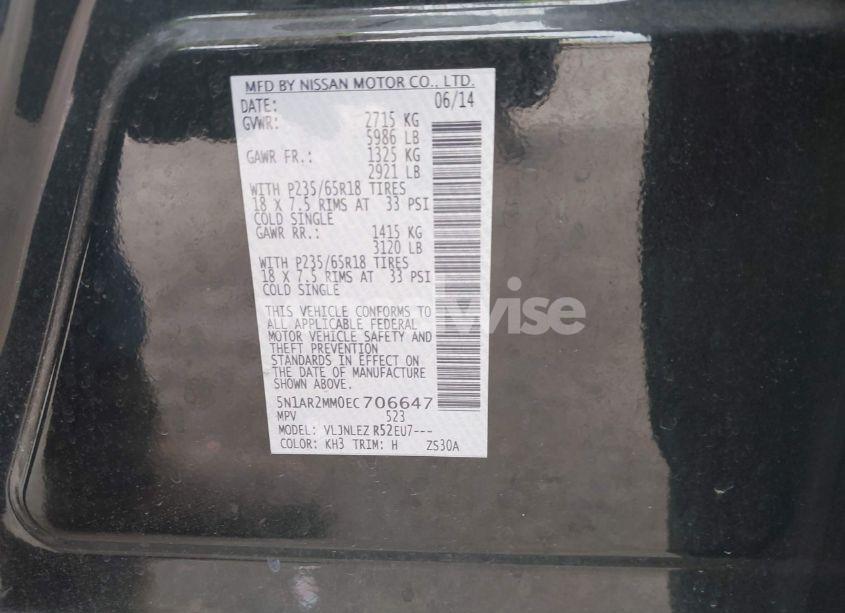 MFD BY NISSAN MOTOR CO., LTD.
DATE: 06/14
GVWR: 2715 KG
5986 LB
GAWR FR.: 1325 KG
2921 LB
WITH P235/65R18 TIRES
18 X 7.5 RIMS AT 33 PSI
COLD SINGLE
GAWR RR.: 1415 KG
3120 LB
WITH P235/65R18 TIRES
18 X 7.5 RIMS AT 33 PSI
COLD SINGLE
THIS VEHICLE CONFORMS TO
ALL APPLICABLE FEDERAL
MOTOR VEHICLE SAFETY AND
THEFT PREVENTION
STANDARDS IN EFFECT ON
THE DATE OF MANUFACTURE
SHOWN ABOVE.
5N1AR2MM0EC706647
MPV 523
MODEL: VLJNLEZ R52EU7---
COLOR: KH3 TRIM: H ZS30A